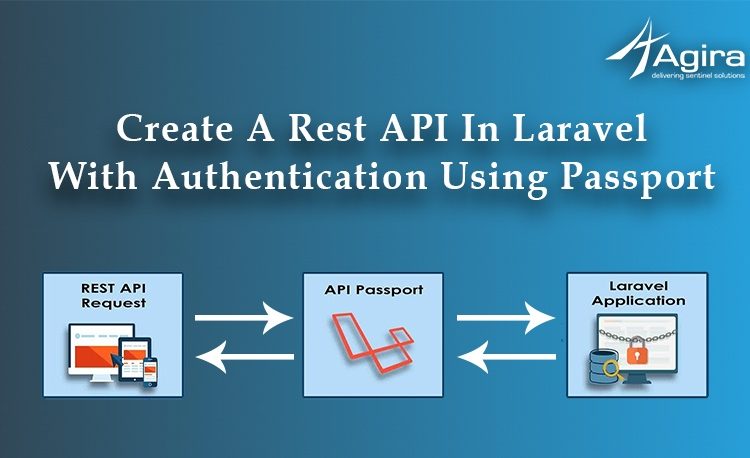 Agira
delivering sentinel solutions
Create A Rest API In Laravel
With Authentication Using Passport
REST API
Request
API Passport
Laravel
Application